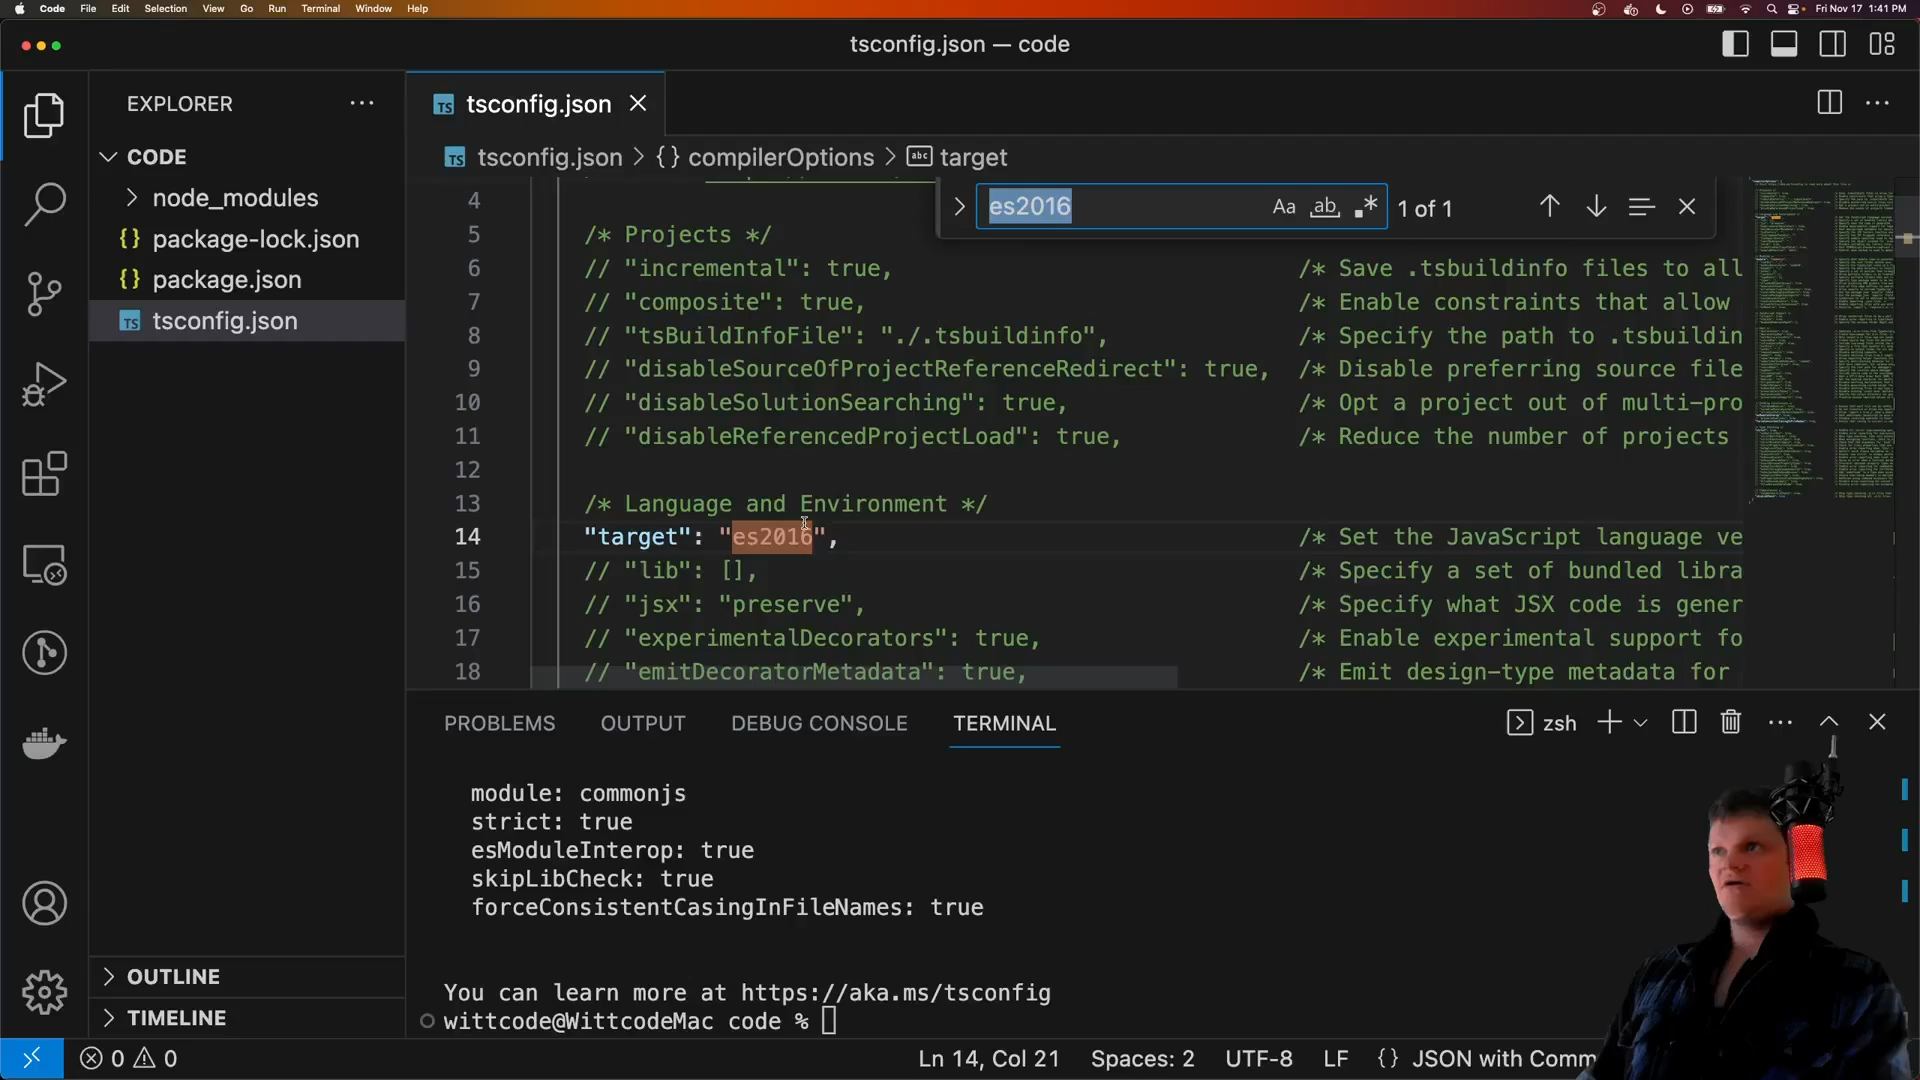 Code File Edit Selection View Go Run Terminal Window Help Fri Nov 17 1:41 PM
tsconfig.json — code
EXPLORER
CODE
node_modules
package-lock.json
package.json
tsconfig.json
OUTLINE
TIMELINE
tsconfig.json
tsconfig.json > {} compilerOptions > target
es2016 Aa ab 1 of 1
4
5 /* Projects */
6 // "incremental": true, /* Save .tsbuildinfo files to all
7 // "composite": true, /* Enable constraints that allow
8 // "tsBuildInfoFile": "./.tsbuildinfo", /* Specify the path to .tsbuildin
9 // "disableSourceOfProjectReferenceRedirect": true, /* Disable preferring source file
10 // "disableSolutionSearching": true, /* Opt a project out of multi-pro
11 // "disableReferencedProjectLoad": true, /* Reduce the number of projects
12
13 /* Language and Environment */
14 "target": "es2016", /* Set the JavaScript language ve
15 // "lib": [], /* Specify a set of bundled libra
16 // "jsx": "preserve", /* Specify what JSX code is gener
17 // "experimentalDecorators": true, /* Enable experimental support fo
18 // "emitDecoratorMetadata": true, /* Emit design-type metadata for
PROBLEMS OUTPUT DEBUG CONSOLE TERMINAL zsh
module: commonjs
strict: true
esModuleInterop: true
skipLibCheck: true
forceConsistentCasingInFileNames: true
You can learn more at https://aka.ms/tsconfig
wittcode@WittcodeMac code %
0 0 Ln 14, Col 21 Spaces: 2 UTF-8 LF {} JSON with Comm